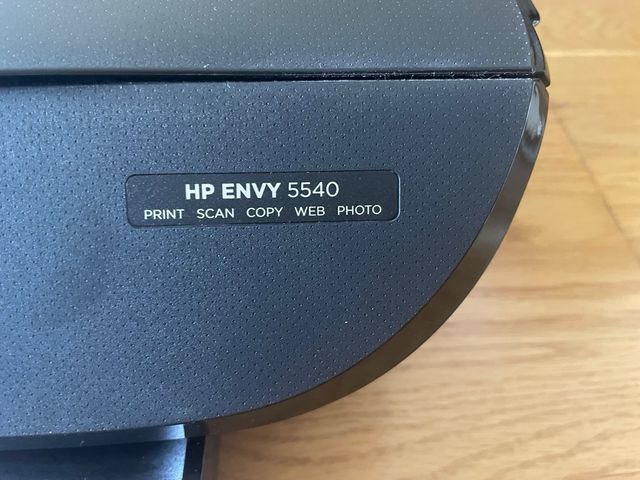 HP ENVY 5540
PRINT SCAN COPY WEB PHOTO